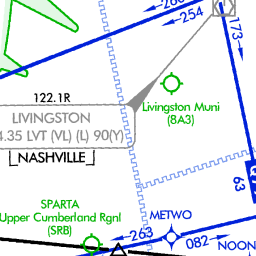 260
254
173
122.1R
LIVINGSTON
4.35 LVT (VL) (L) 90(Y)
NASHVILLE
Livingston Muni
(8A3)
63
SPARTA
Upper Cumberland Rgnl
(SRB)
METWO
263
082
NOON